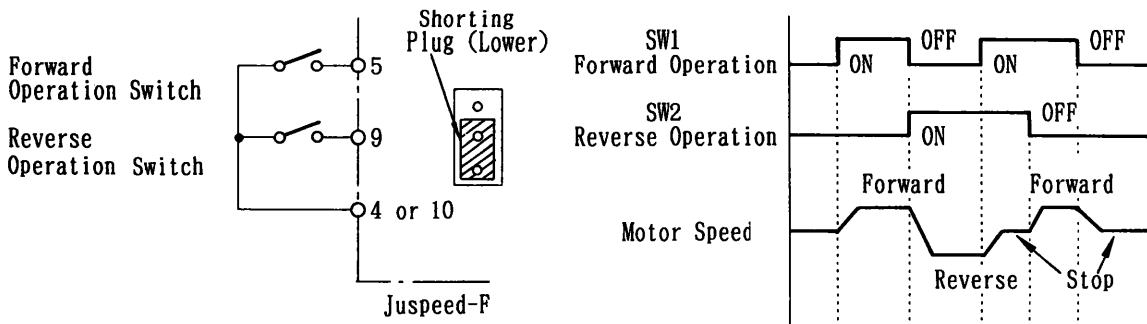 Shorting
Plug (Lower)
Forward
Operation Switch
5
Reverse
Operation Switch
9
4 or 10
Juspeed-F
SW1
Forward Operation
ON
OFF
ON
OFF
SW2
Reverse Operation
ON
OFF
Forward
Forward
Motor Speed
Reverse
Stop